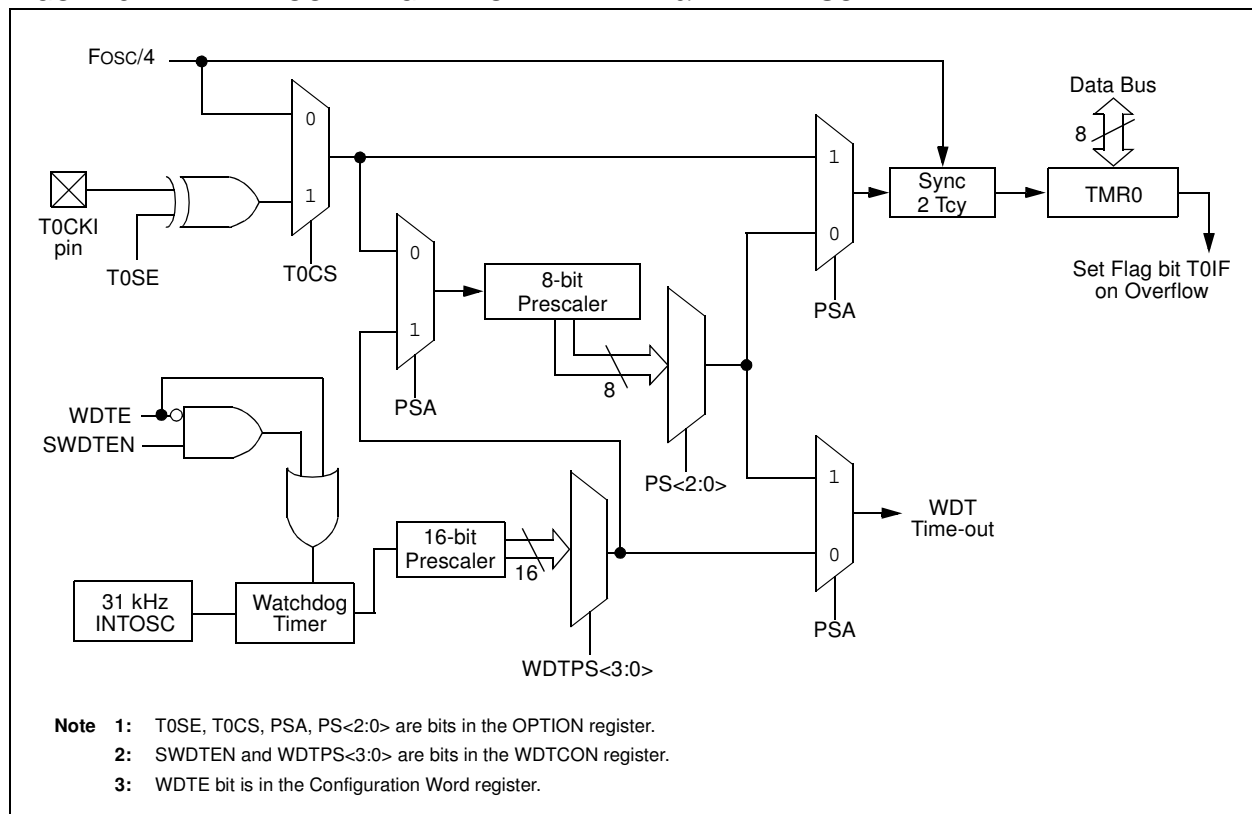 FOSC/4
Data Bus
8
0
1
1
0
T0CKI
pin
T0SE
T0CS
Sync
2 TCY
TMR0
Set Flag bit T0IF
on Overflow
PSA
0
1
PSA
8-bit
Prescaler
8
PS<2:0>
WDTE
SWDTEN
1
0
WDT
Time-out
PSA
16-bit
Prescaler
16
31 kHz
INTOSC
Watchdog
Timer
WDTPS<3:0>
Note 1: T0SE, T0CS, PSA, PS<2:0> are bits in the OPTION register.
2: SWDTEN and WDTPS<3:0> are bits in the WDTCON register.
3: WDTE bit is in the Configuration Word register.